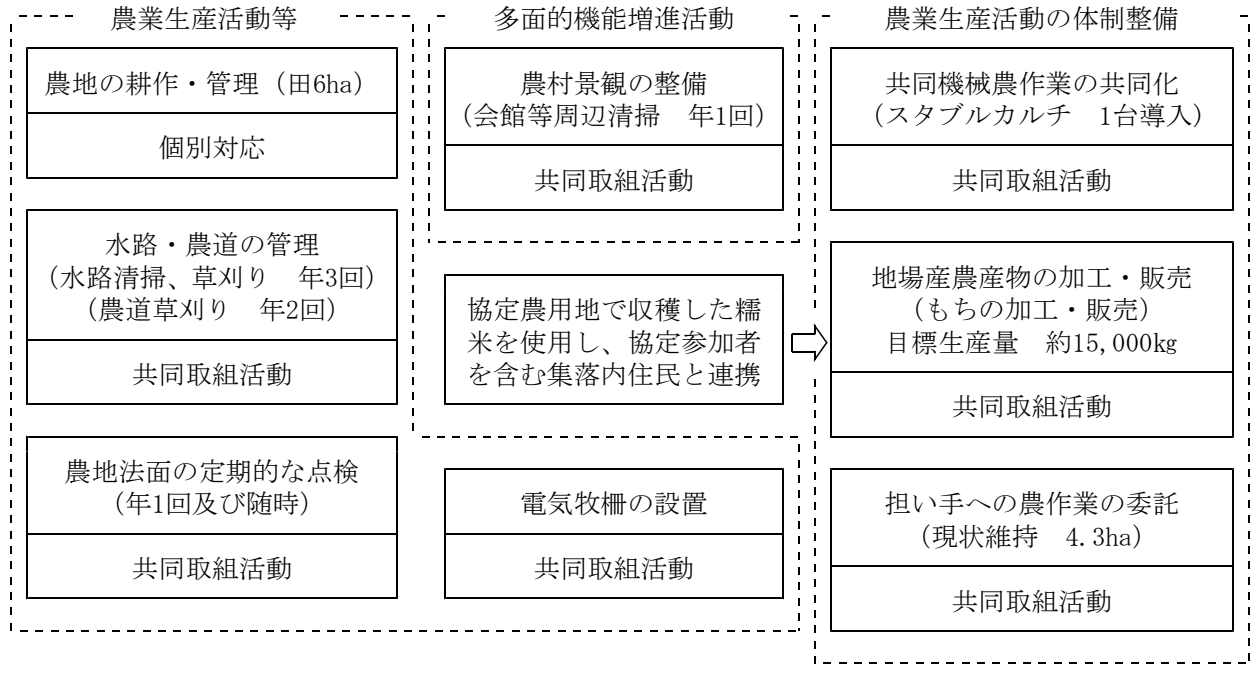 農業生産活動等
農地の耕作・管理（田6ha）
個別対応
水路・農道の管理
（水路清掃、草刈り　年3回）
（農道草刈り　年2回）
共同取組活動
農地法面の定期的な点検
（年1回及び随時）
共同取組活動
電気牧柵の設置
共同取組活動
多面的機能増進活動
農村景観の整備
（会館等周辺清掃　年1回）
共同取組活動
協定農用地で収穫した糯
米を使用し、協定参加者
を含む集落内住民と連携
農業生産活動の体制整備
共同機械農作業の共同化
（スタブルカルチ　1台導入）
共同取組活動
地場産農産物の加工・販売
（もちの加工・販売）
目標生産量　約15,000㎏
共同取組活動
担い手への農作業の委託
（現状維持　4.3ha）
共同取組活動